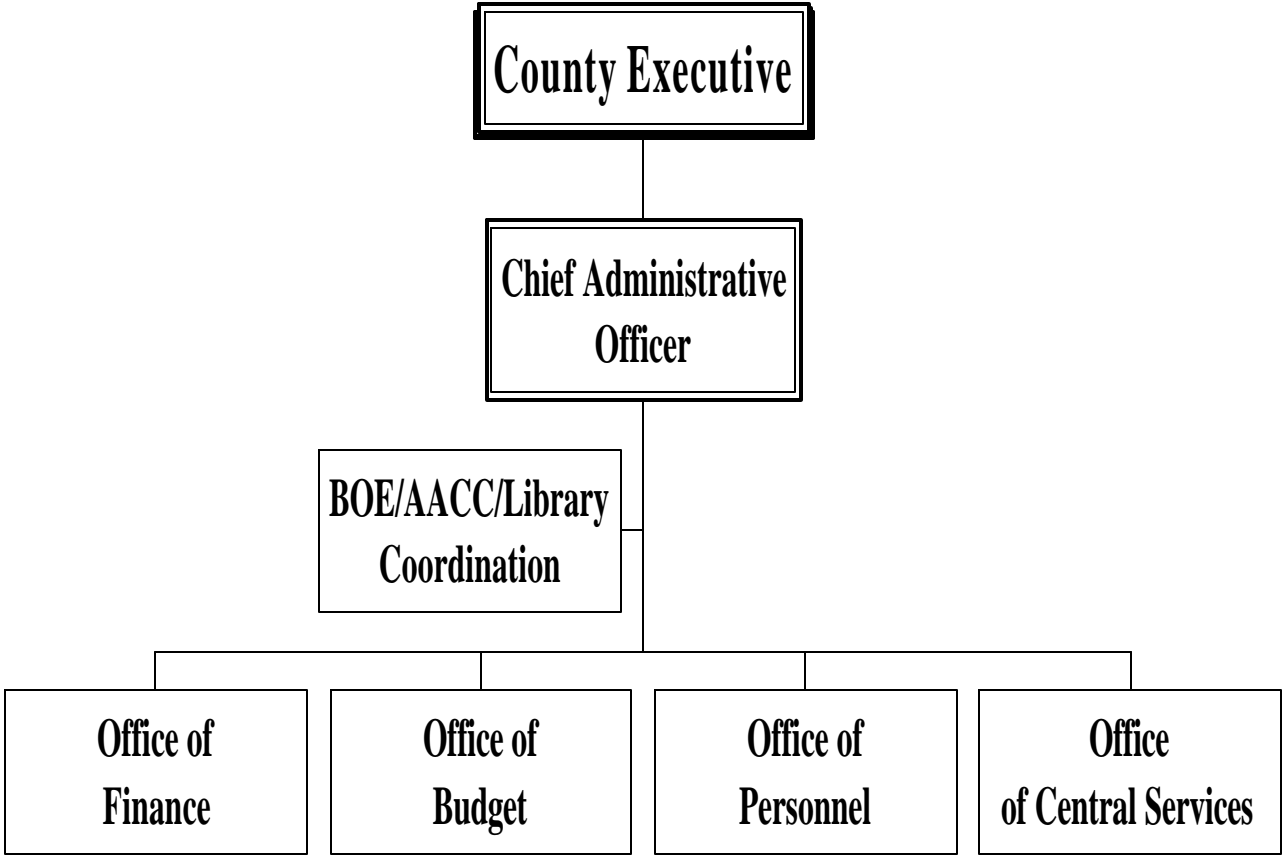 County Executive
Chief Administrative
Officer
BOE/AACC/Library
Coordination
Office of
Finance
Office of
Budget
Office of
Personnel
Office
of Central Services